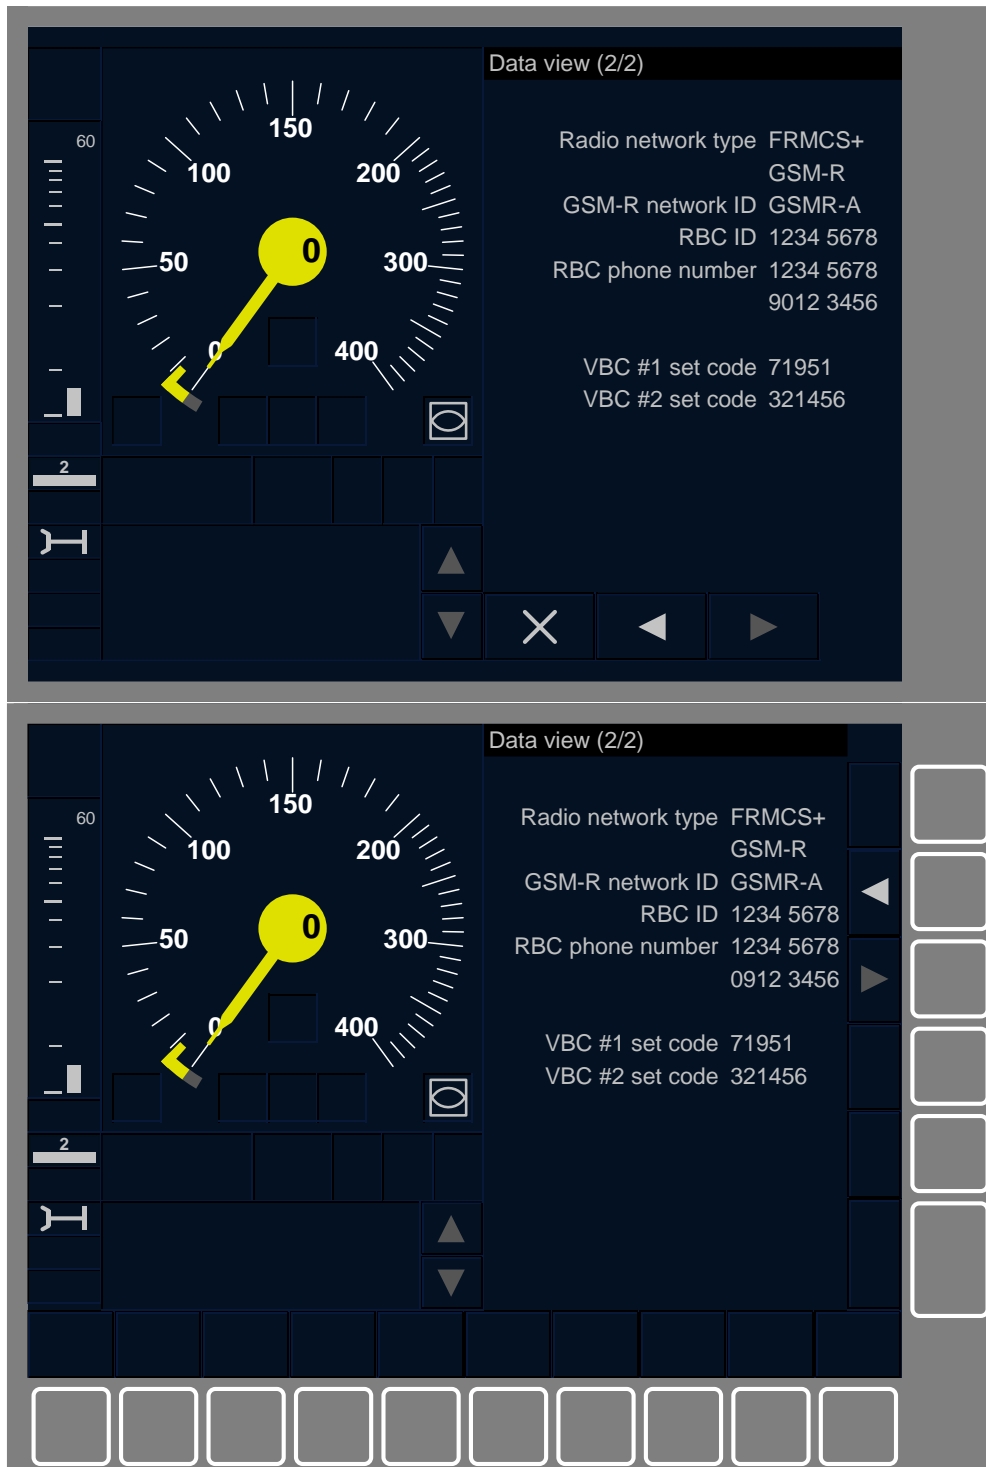 Data view (2/2)
60
150
100 200
50 0 300
0 400
2
Radio network type FRMCS+
GSM-R
GSM-R network ID GSMR-A
RBC ID 1234 5678
RBC phone number 1234 5678
9012 3456
VBC #1 set code 71951
VBC #2 set code 321456
Data view (2/2)
60
150
100 200
50 0 300
0 400
2
Radio network type FRMCS+
GSM-R
GSM-R network ID GSMR-A
RBC ID 1234 5678
RBC phone number 1234 5678
0912 3456
VBC #1 set code 71951
VBC #2 set code 321456